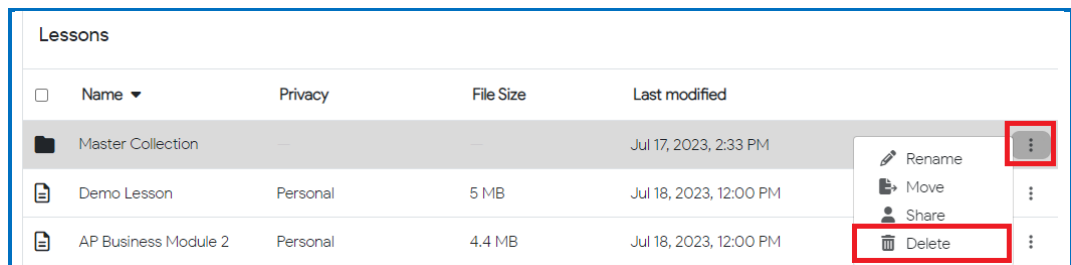 Lessons
Name Privacy File Size Last modified
Master Collection — — Jul 17, 2023, 2:33 PM
Rename
Move
Demo Lesson Personal 5 MB Jul 18, 2023, 12:00 PM
Share
AP Business Module 2 Personal 4.4 MB Jul 18, 2023, 12:00 PM
Delete